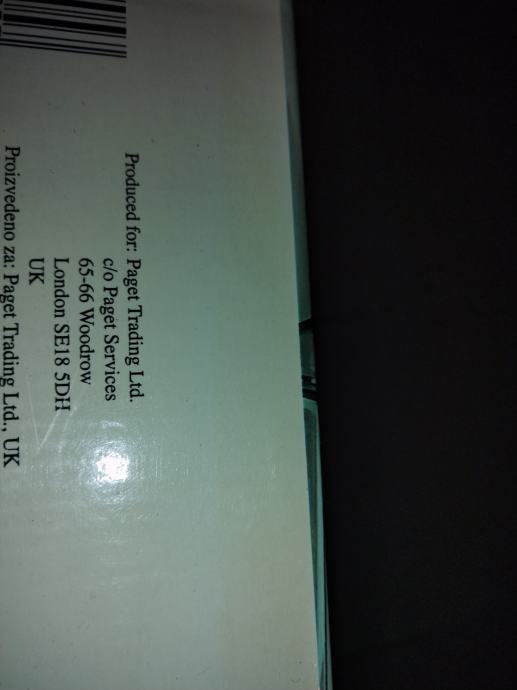 Produced for: Paget Trading Ltd.
c/o Paget Services
65-66 Woodrow
London SE18 5DH
UK
Proizvedeno za: Paget Trading Ltd., UK